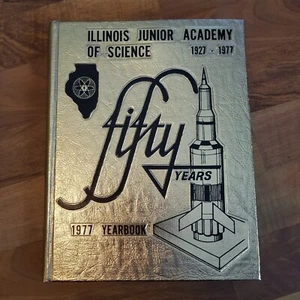 ILLINOIS JUNIOR ACADEMY
OF SCIENCE 1927 - 1977
fifty
YEARS
1977 YEARBOOK